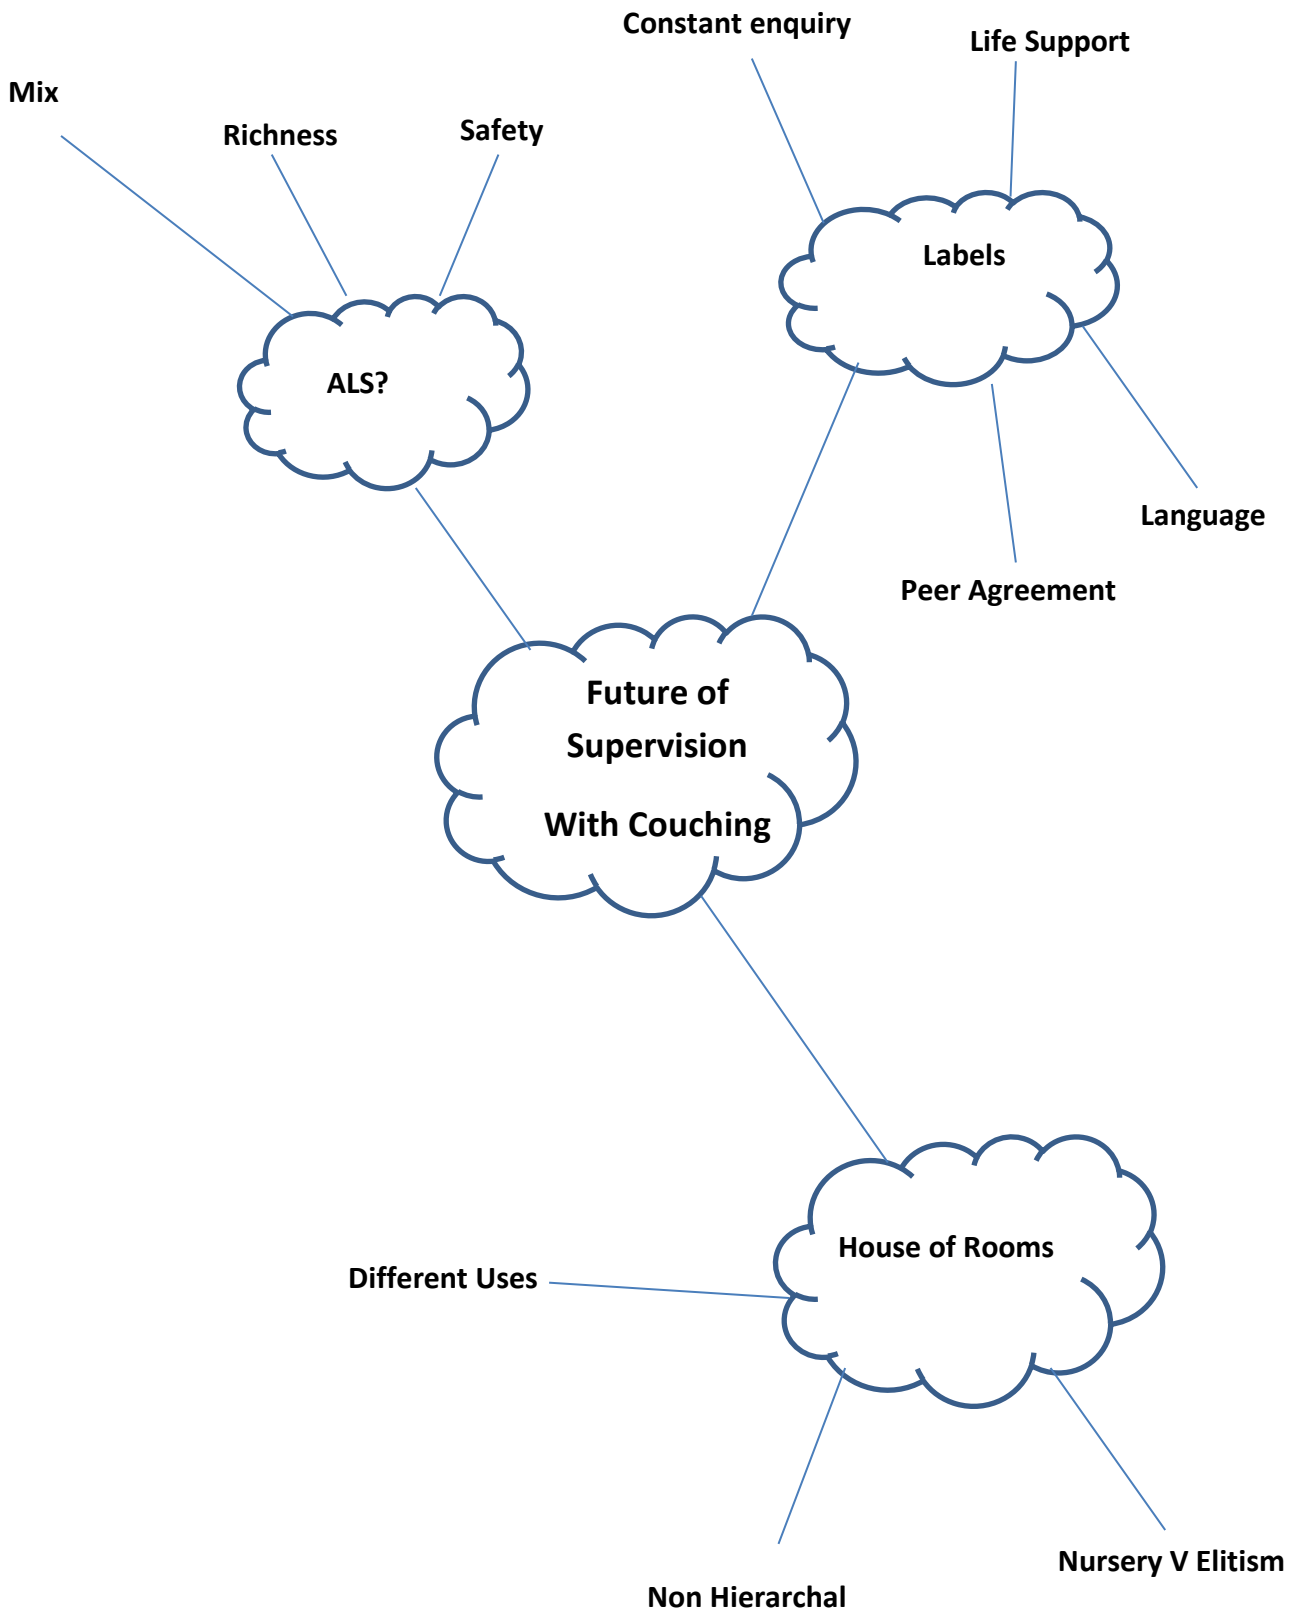 Constant enquiry
Life Support
Mix
Richness
Safety
Labels
ALS?
Language
Peer Agreement
Future of
Supervision
With Couching
House of Rooms
Different Uses
Nursery V Elitism
Non Hierarchal